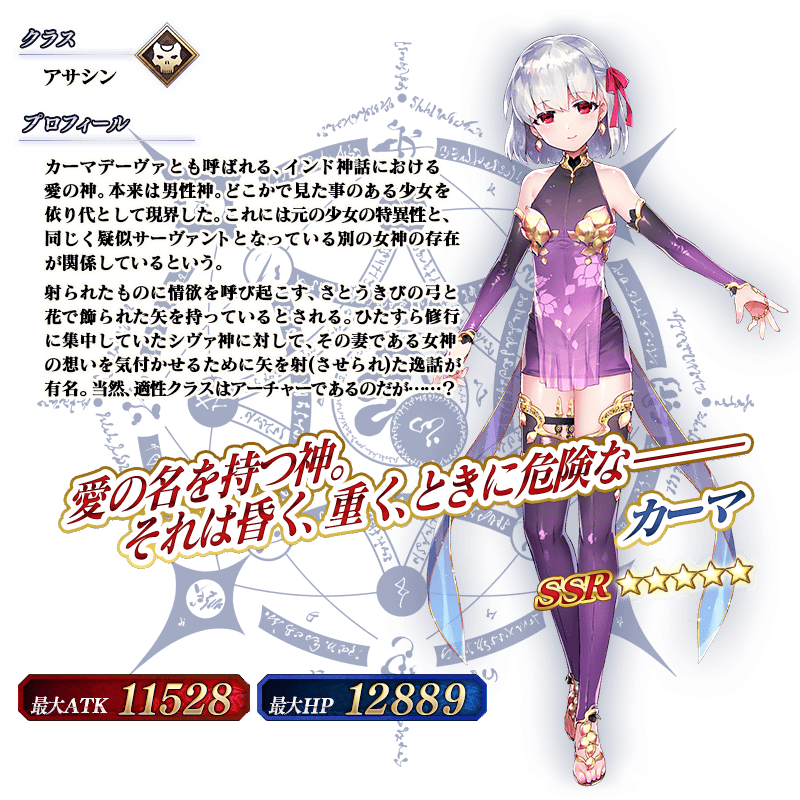 クラス
アサシン
プロフィール
カーマデーヴァとも呼ばれる、インド神話における
愛の神。本来は男性神。どこかで見た事のある少女を
依り代として現界した。これには元の少女の特異性と、
同じく疑似サーヴァントとなっている別の女神の存在
が関係しているという。
射られたものに情欲を呼び起こす、さとうきびの弓と
花で飾られた矢を持っているとされる。ひたすら修行
に集中していたシヴァ神に対して、その妻である女神
の想いを気付かせるために矢を射(させられ)た逸話が
有名。当然、適性クラスはアーチャーであるのだが……？
愛の名を持つ神。
それは昏く、重く、ときに危険な――
カーマ
SSR ☆☆☆☆☆
最大ATK 11528
最大HP 12889